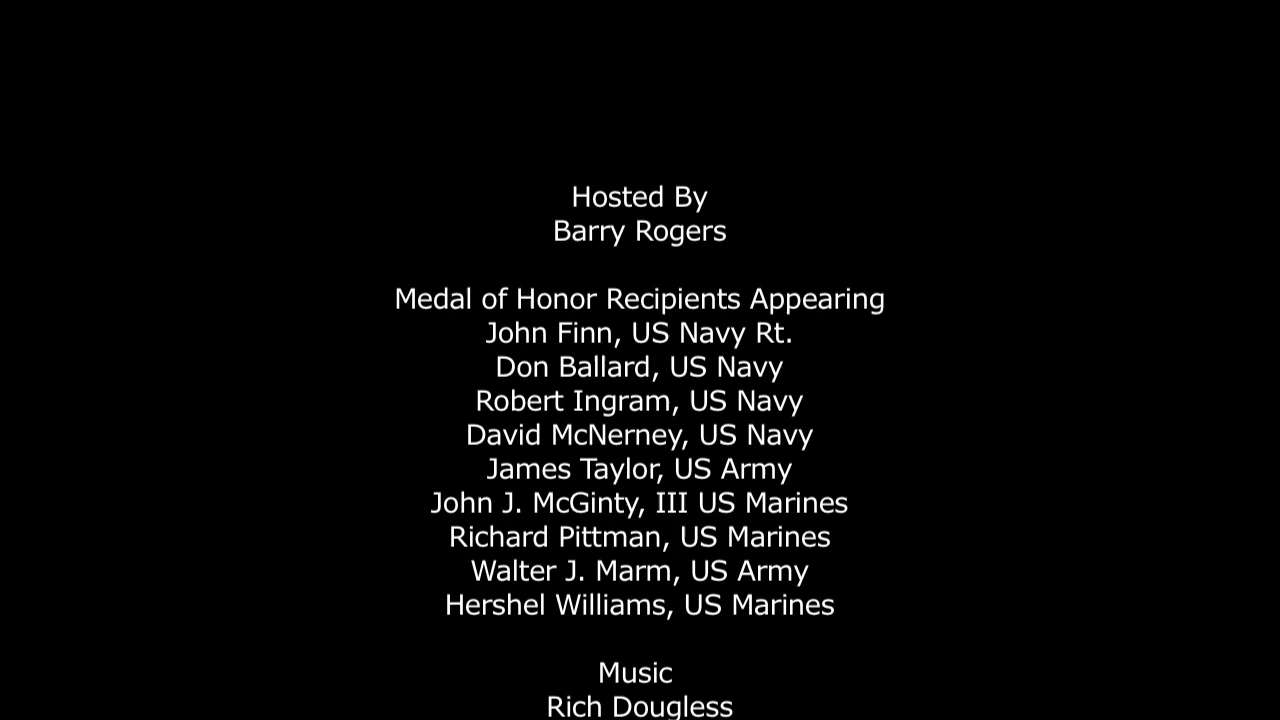 Hosted By
Barry Rogers
Medal of Honor Recipients Appearing
John Finn, US Navy Rt.
Don Ballard, US Navy
Robert Ingram, US Navy
David McNerney, US Navy
James Taylor, US Army
John J. McGinty, III US Marines
Richard Pittman, US Marines
Walter J. Marm, US Army
Hershel Williams, US Marines
Music
Rich Dougless